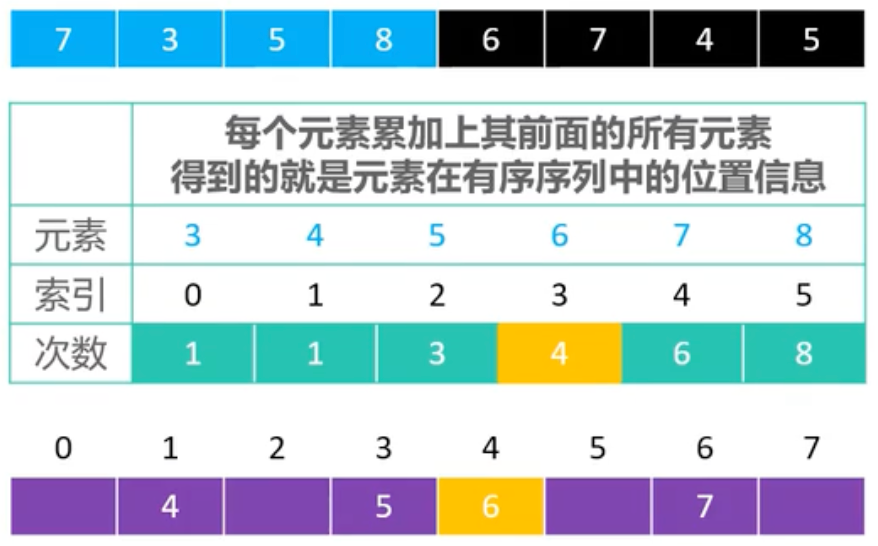 7 3 5 8 6 7 4 5
每个元素累加上其前面的所有元素
得到的就是元素在有序序列中的位置信息
元素 3 4 5 6 7 8
索引 0 1 2 3 4 5
次数 1 1 3 4 6 8
0 1 2 3 4 5 6 7
4 5 6 7